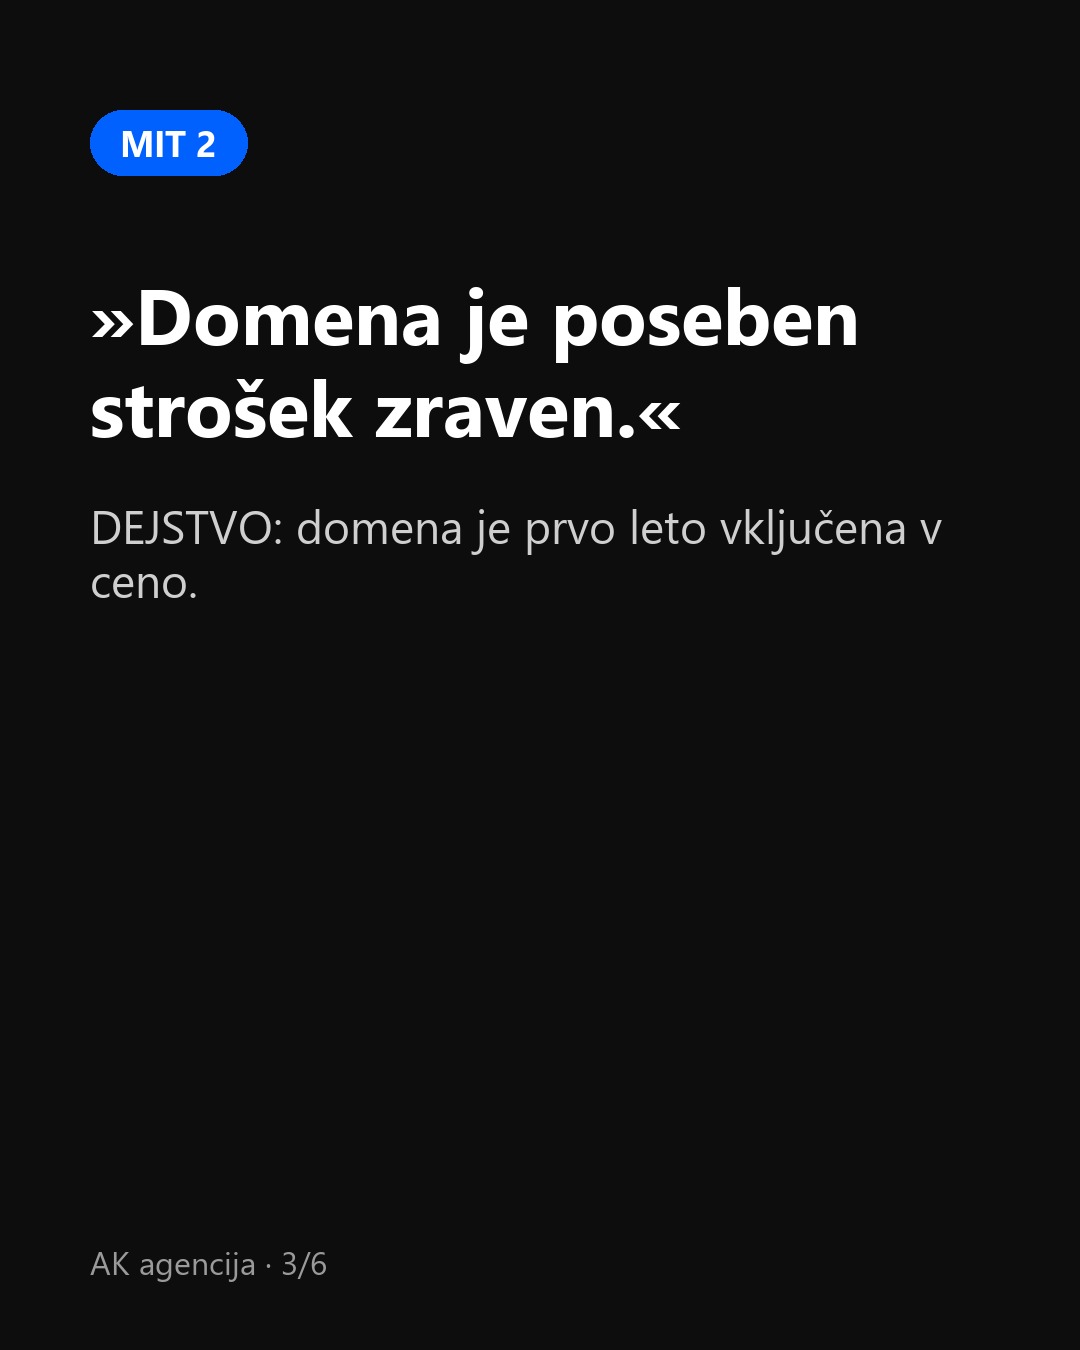 MIT 2
»Domena je poseben
strošek zraven.«
DEJSTVO: domena je prvo leto vključena v
ceno.
AK agencija · 3/6